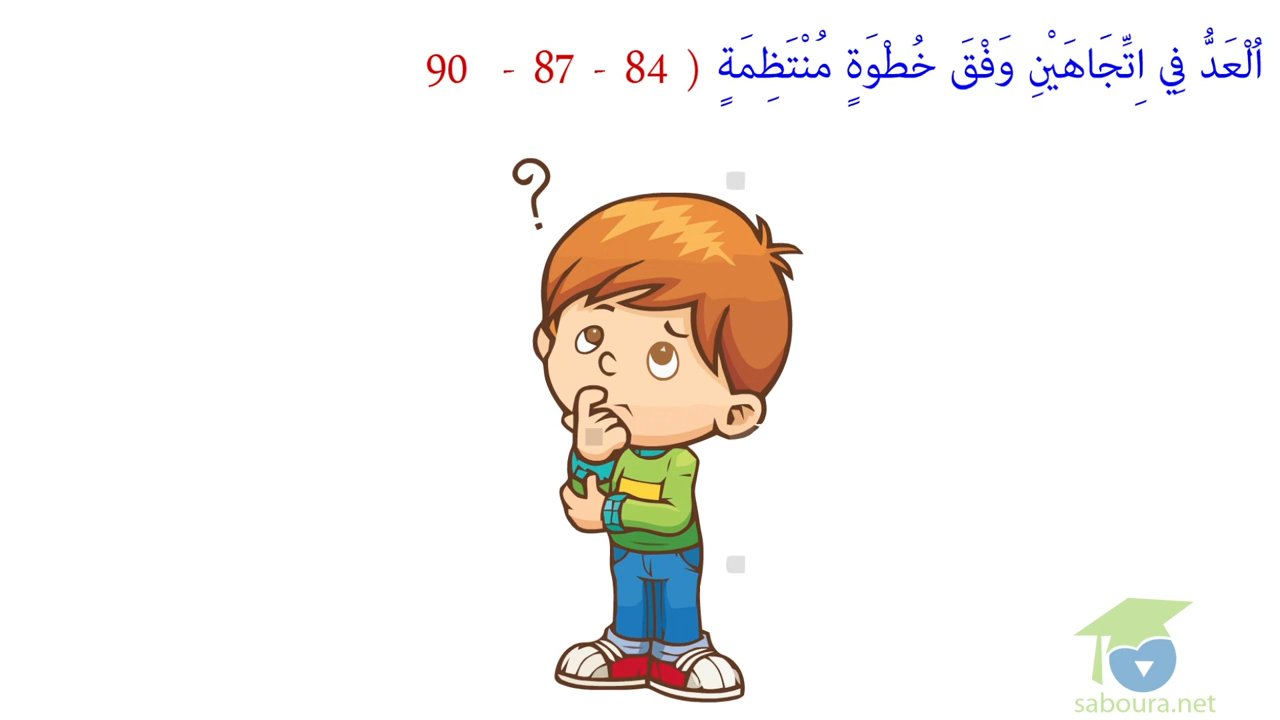 اُلْعَدُّ فِي اِتِّجَاهَيْنِ وَفْقَ خُطْوَةٍ مُنْتَظِمَةٍ ( 84 - 87 - 90
?
saboura.net